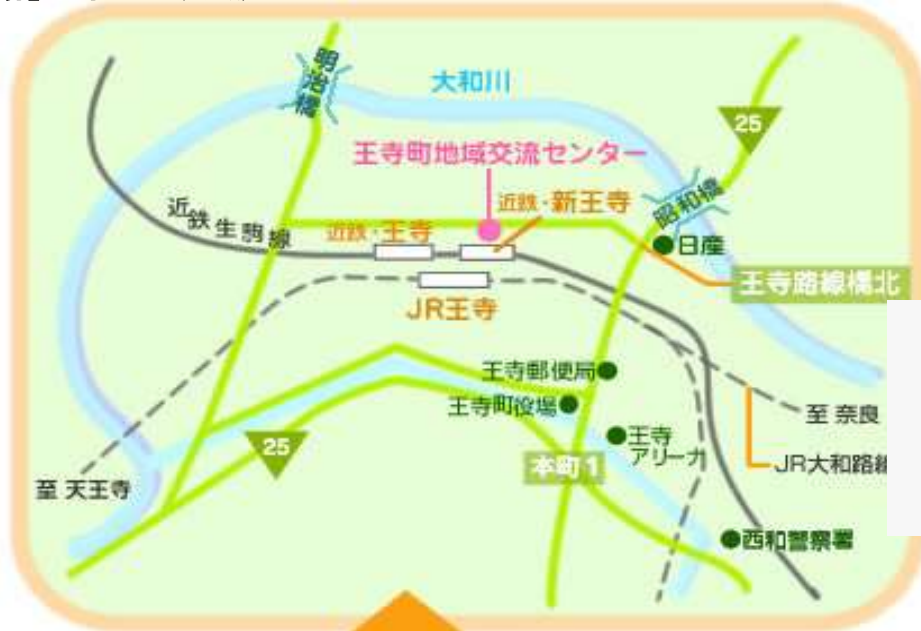 明治橋
大和川
25
王寺町地域交流センター
昭和橋
近鉄・新王寺
近鉄生駒線
近鉄・王寺
日産
王寺路線橋北
JR王寺
王寺郵便局
王寺町役場
至 奈良
王寺
アリーナ
25
本町1
JR大和路
至 天王寺
西和警察署